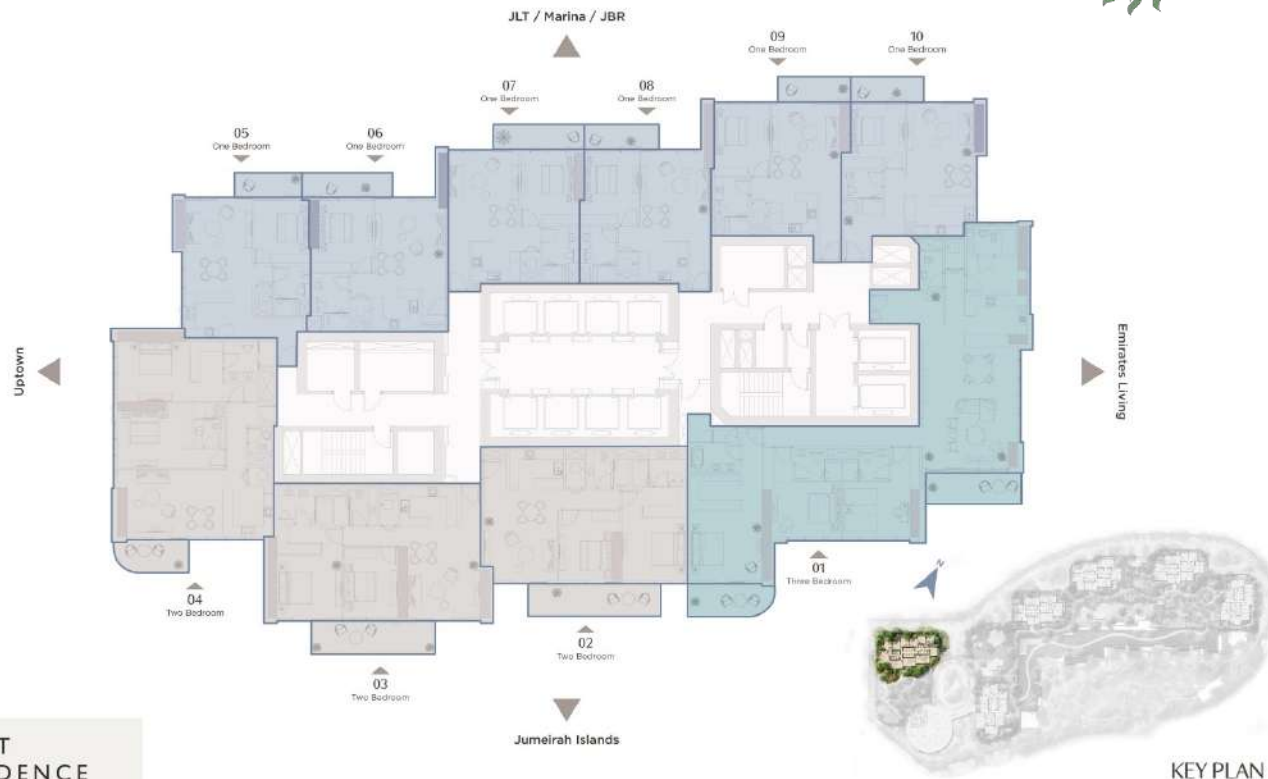 JLT / Marina / JBR
09
One Bedroom
10
One Bedroom
07
One Bedroom
08
One Bedroom
05
One Bedroom
06
One Bedroom
Uptown
Emirates Living
01
Three Bedroom
N
04
Two Bedroom
02
Two Bedroom
03
Two Bedroom
Jumeirah Islands
T
DENCE
KEY PLAN